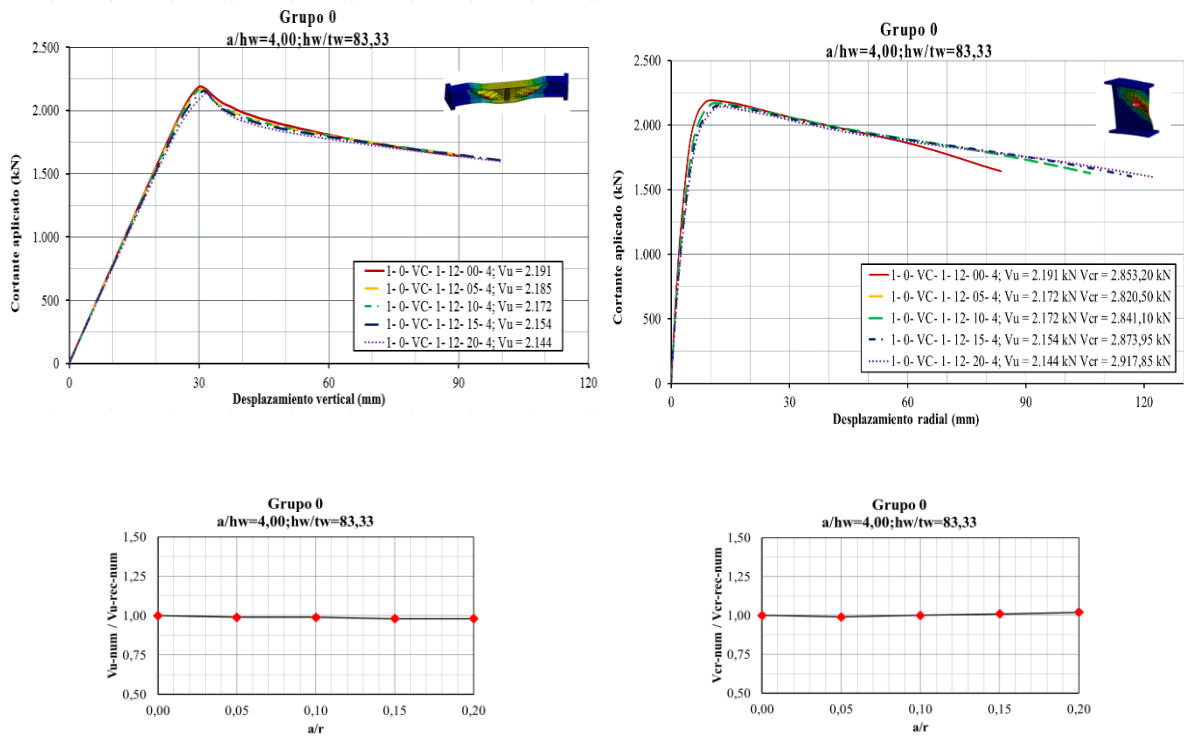 Grupo 0
a/hw=4,00;hw/tw=83,33
Cortante aplicado (kN)
2.500
2.000
1.500
1.000
500
0
1- 0- VC- 1- 12- 00- 4; Vu = 2.191
1- 0- VC- 1- 12- 05- 4; Vu = 2.185
1- 0- VC- 1- 12- 10- 4; Vu = 2.172
1- 0- VC- 1- 12- 15- 4; Vu = 2.154
1- 0- VC- 1- 12- 20- 4; Vu = 2.144
0 30 60 90 120
Desplazamiento vertical (mm)
Grupo 0
a/hw=4,00;hw/tw=83,33
Cortante aplicado (kN)
2.500
2.000
1.500
1.000
500
0
1- 0- VC- 1- 12- 00- 4; Vu = 2.191 kN Vcr = 2.853,20 kN
1- 0- VC- 1- 12- 05- 4; Vu = 2.172 kN Vcr = 2.820,50 kN
1- 0- VC- 1- 12- 10- 4; Vu = 2.172 kN Vcr = 2.841,10 kN
1- 0- VC- 1- 12- 15- 4; Vu = 2.154 kN Vcr = 2.873,95 kN
1- 0- VC- 1- 12- 20- 4; Vu = 2.144 kN Vcr = 2.917,85 kN
0 30 60 90 120
Desplazamiento radial (mm)
Grupo 0
a/hw=4,00;hw/tw=83,33
Vu-num / Vu-rec-num
1,50
1,25
1,00
0,75
0,50
0,00 0,05 0,10 0,15 0,20
a/r
Grupo 0
a/hw=4,00;hw/tw=83,33
Vcr-num / Vcr-rec-num
1,50
1,25
1,00
0,75
0,50
0,00 0,05 0,10 0,15 0,20
a/r